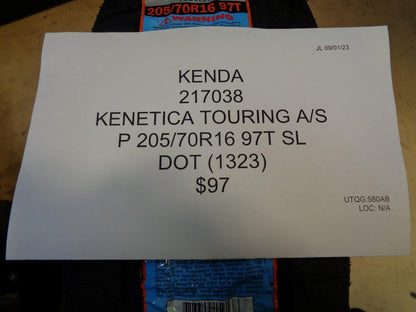 205/70R16 97T
WARNING
JL 09/01/23
KENDA
217038
KENETICA TOURING A/S
P 205/70R16 97T SL
DOT (1323)
$97
UTQG:580AB
LOC: N/A